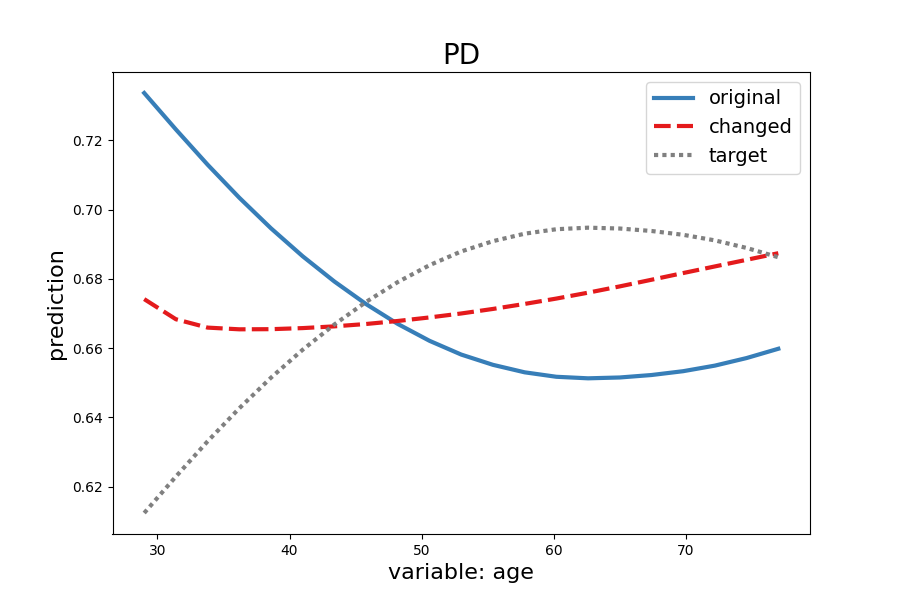 PD
original
changed
target
prediction
0.72
0.70
0.68
0.66
0.64
0.62
30 40 50 60 70
variable: age